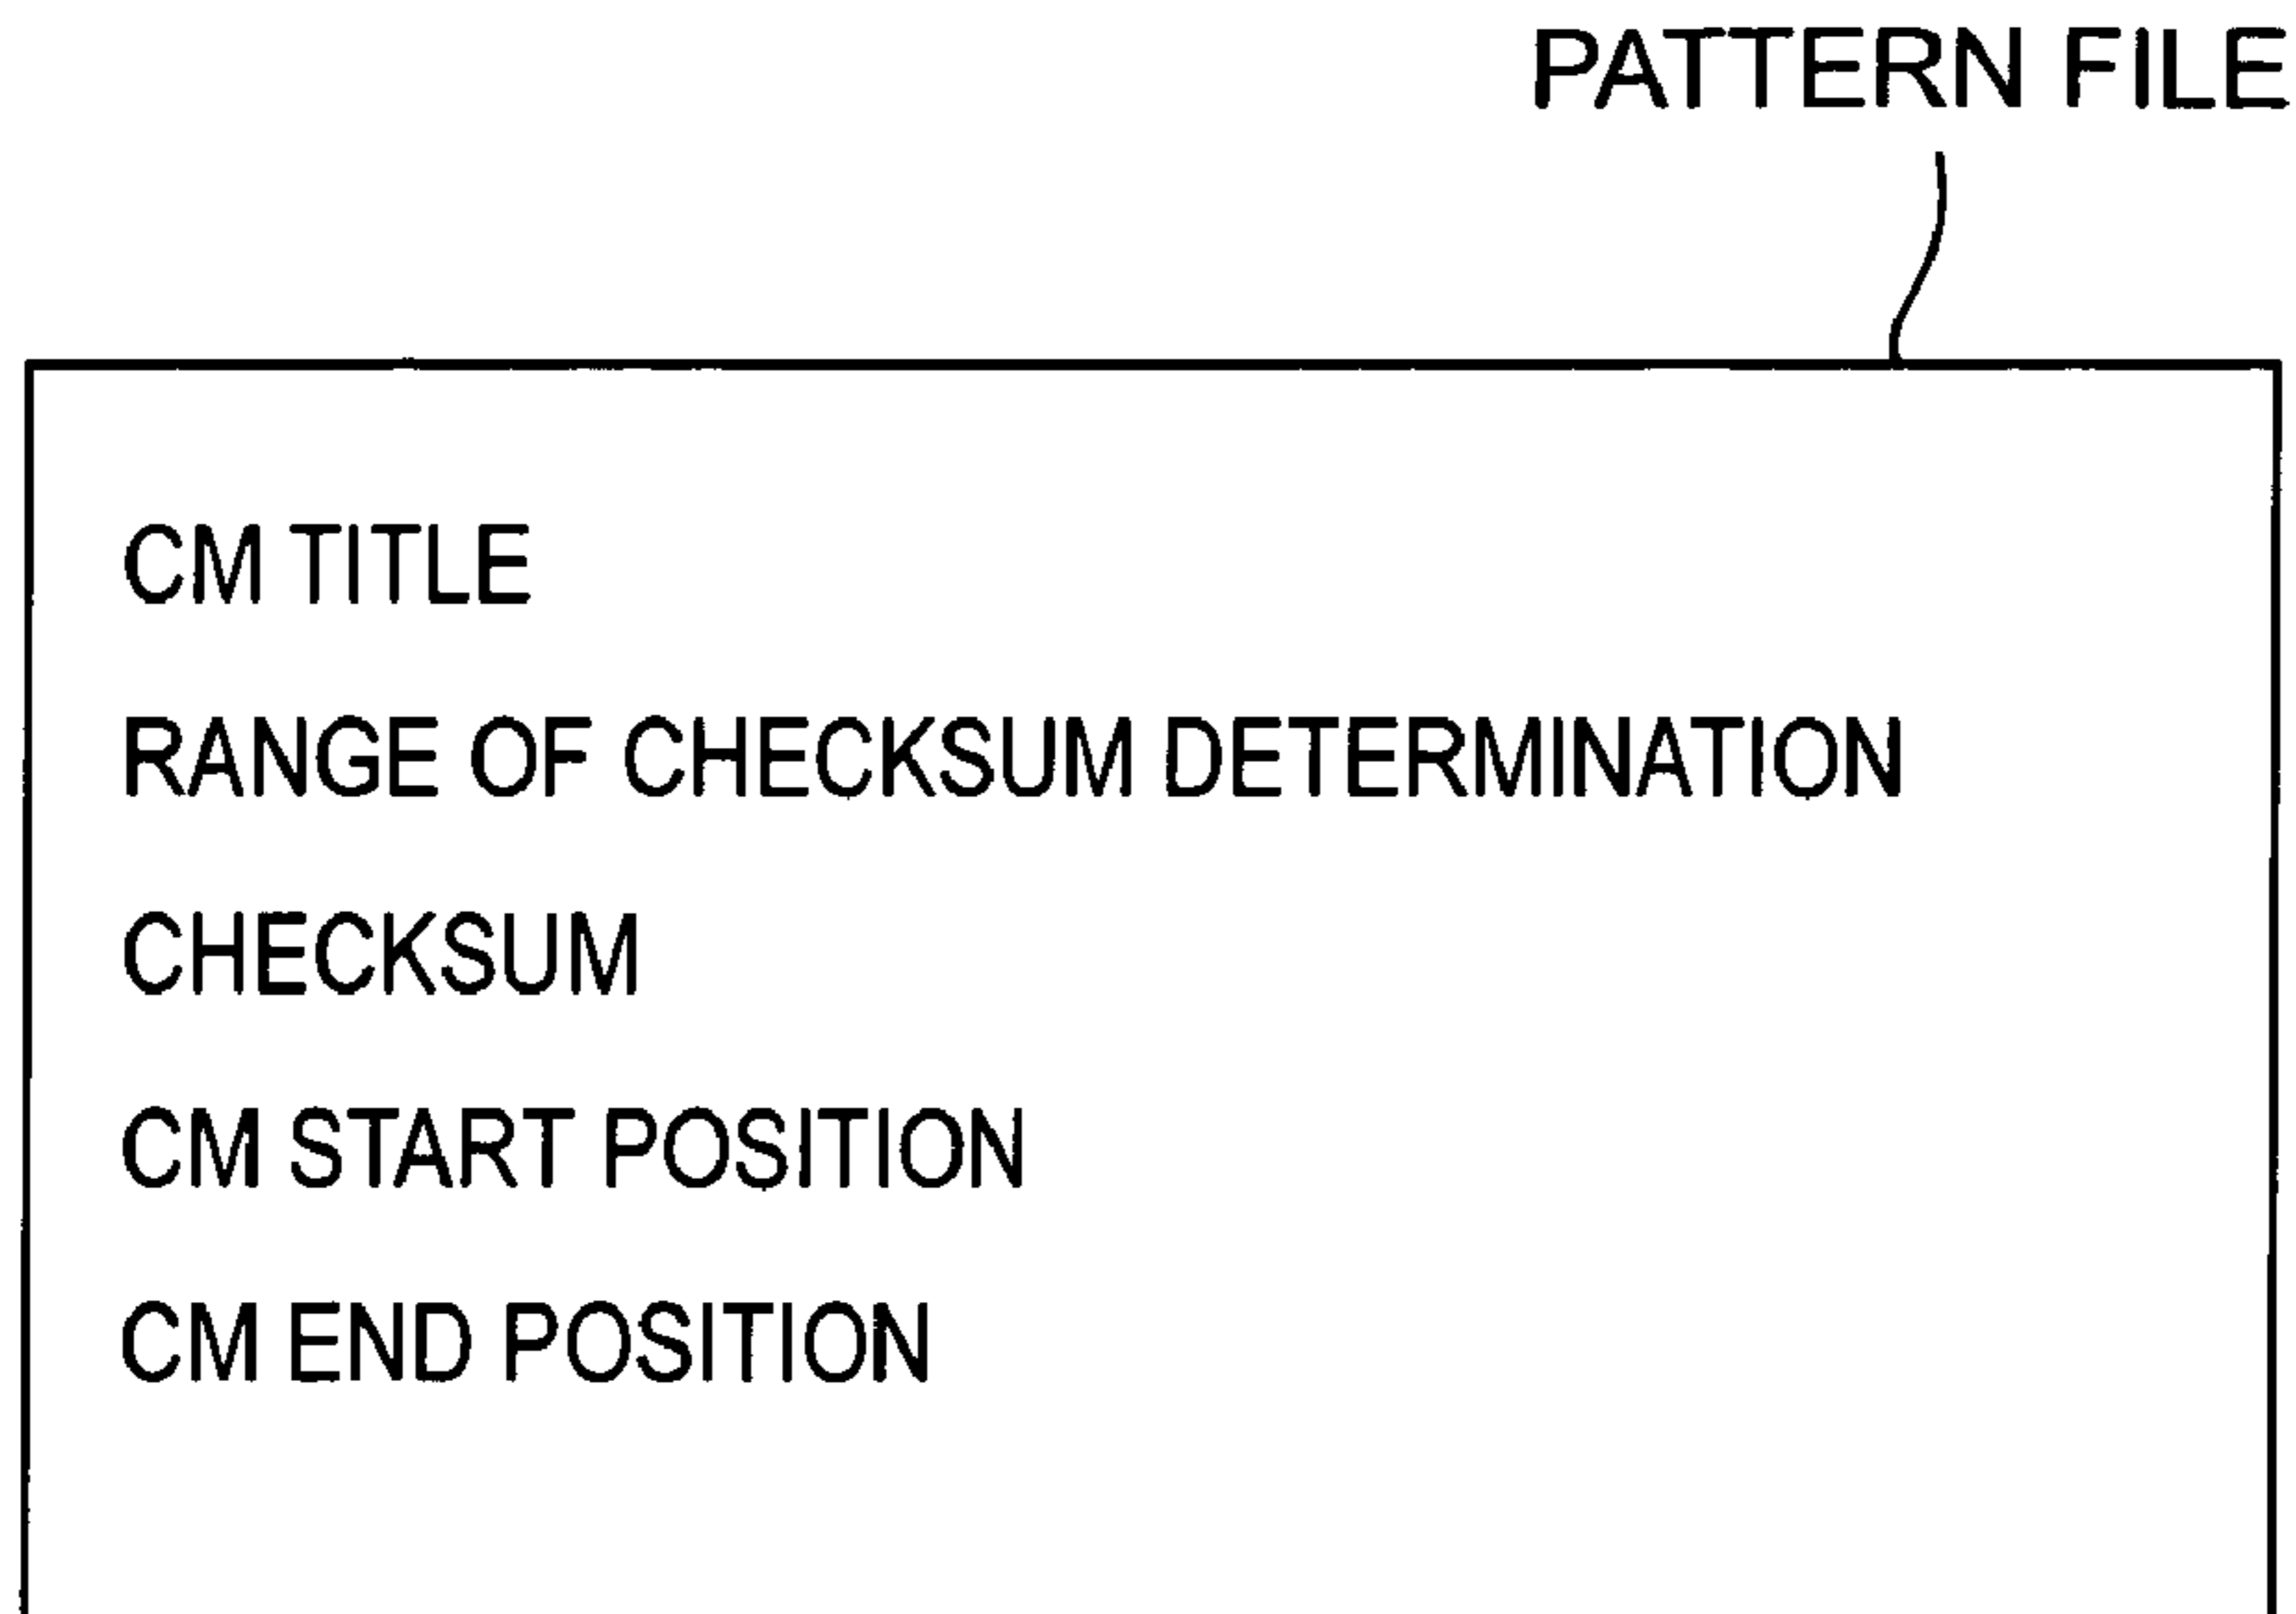 PATTERN FILE
CM TITLE
RANGE OF CHECKSUM DETERMINATION
CHECKSUM
CM START POSITION
CM END POSITION